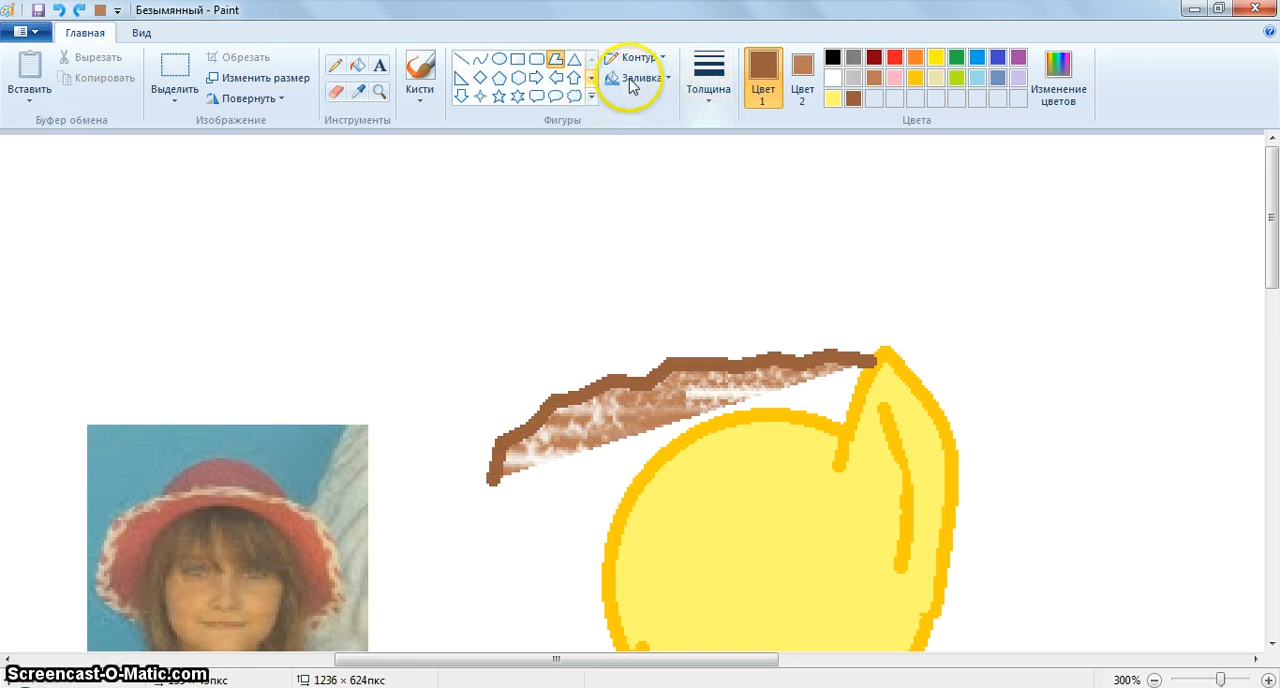 Безымянный - Paint
Главная Вид
Вставить
Вырезать
Копировать
Буфер обмена
Выделить
Обрезать
Изменить размер
Повернуть
Изображение
Инструменты
Кисти
Контур
Заливка
Фигуры
Толщина
Цвет
1
Цвет
2
Изменение
цветов
Цвета
Screencast-O-Matic.com
1236 × 624пкс
300%